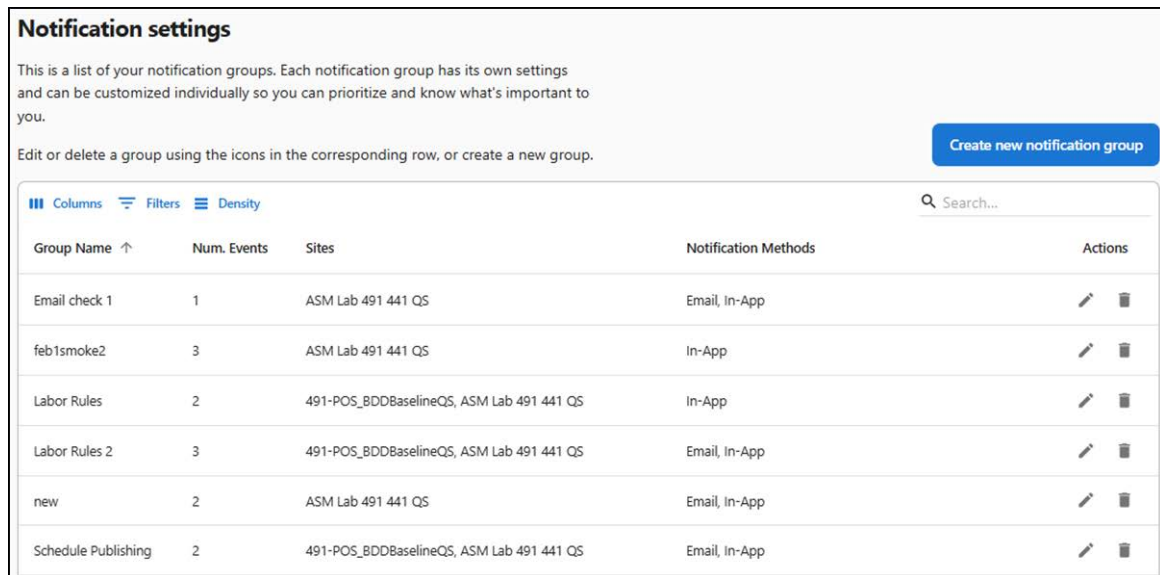 Notification settings
This is a list of your notification groups. Each notification group has its own settings
and can be customized individually so you can prioritize and know what's important to
you.
Edit or delete a group using the icons in the corresponding row, or create a new group.
Create new notification group
Columns Filters Density Search...
Group Name Num. Events Sites Notification Methods Actions
Email check 1 1 ASM Lab 491 441 QS Email, In-App
feb1smoke2 3 ASM Lab 491 441 QS In-App
Labor Rules 2 491-POS_BDDBaselineQS, ASM Lab 491 441 QS In-App
Labor Rules 2 3 491-POS_BDDBaselineQS, ASM Lab 491 441 QS Email, In-App
new 2 ASM Lab 491 441 QS Email, In-App
Schedule Publishing 2 491-POS_BDDBaselineQS, ASM Lab 491 441 QS Email, In-App